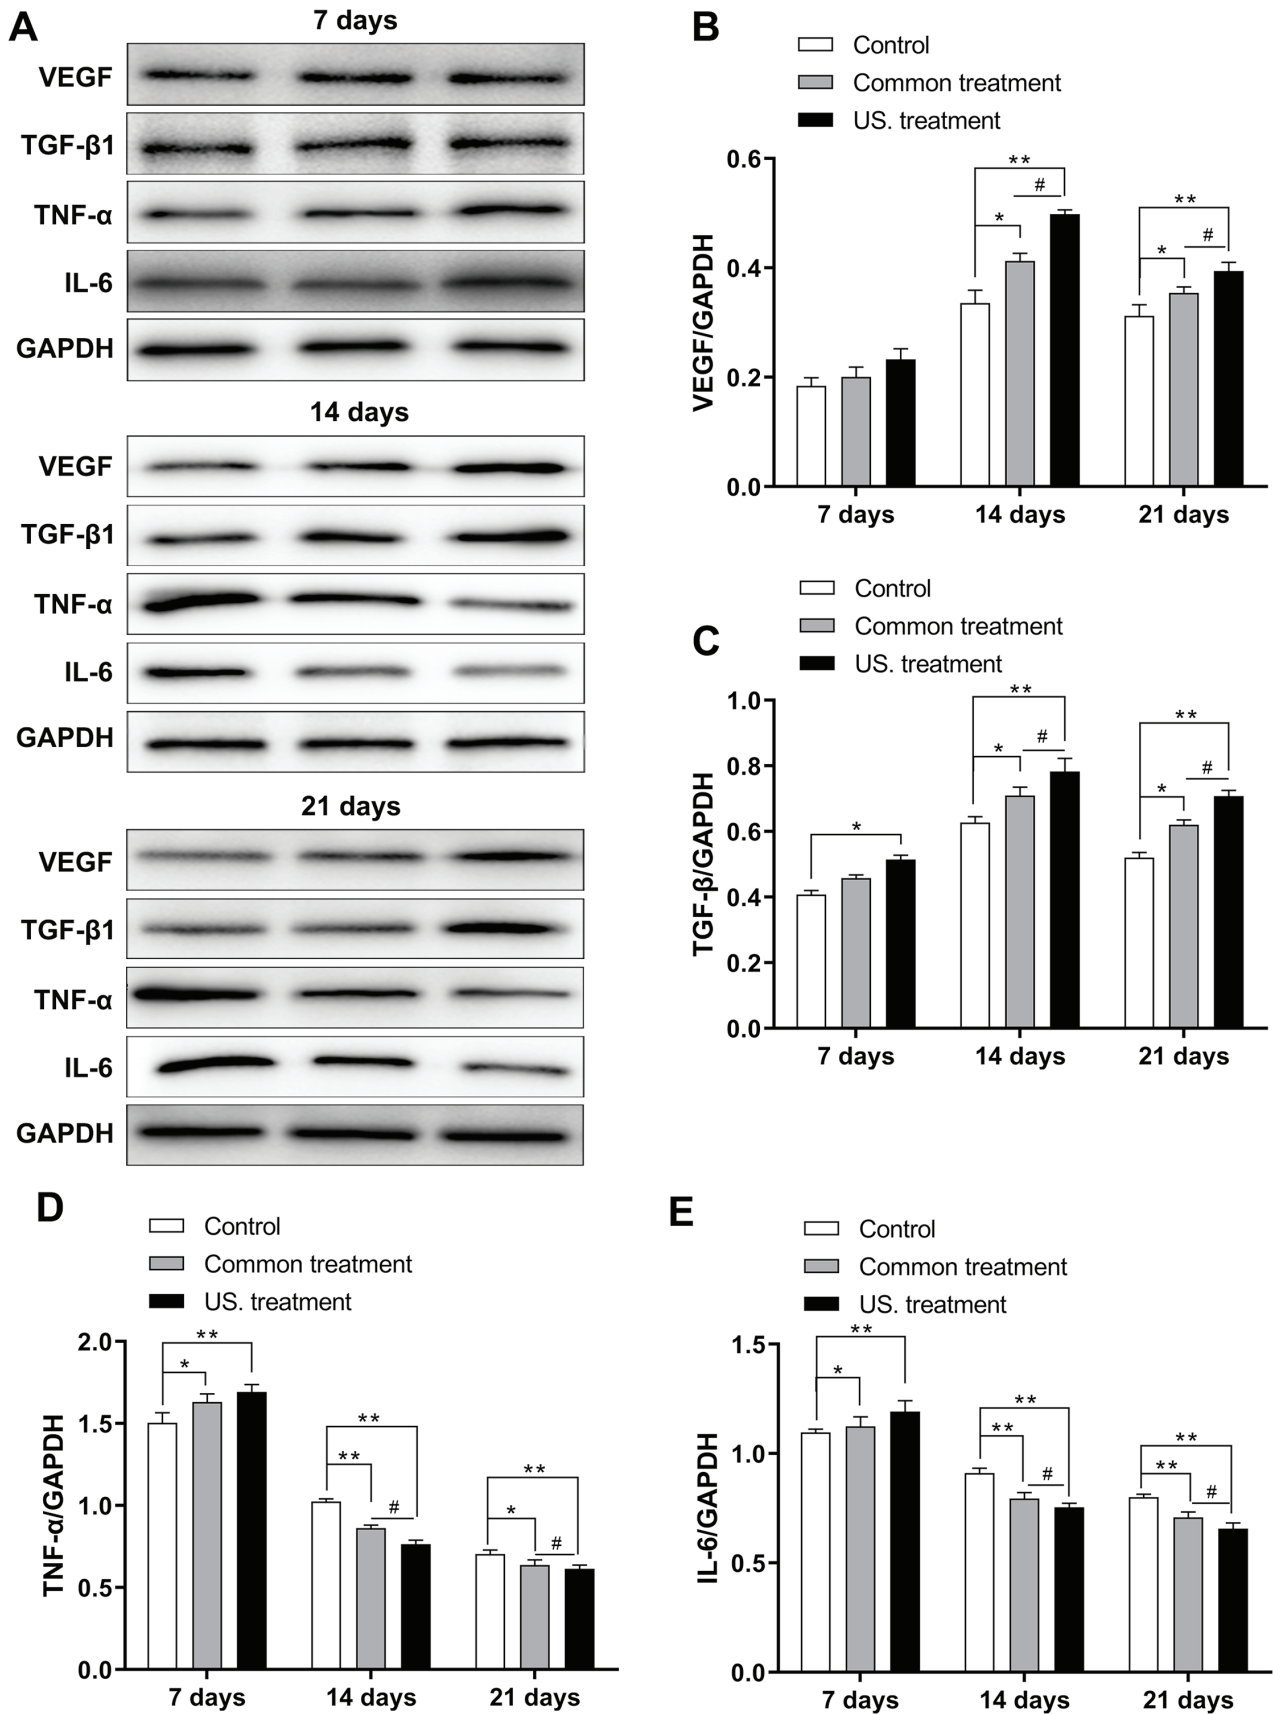 A
7 days
VEGF
TGF-β1
TNF-α
IL-6
GAPDH
14 days
VEGF
TGF-β1
TNF-α
IL-6
GAPDH
21 days
VEGF
TGF-β1
TNF-α
IL-6
GAPDH
B
Control
Common treatment
US. treatment
VEGF/GAPDH
0.6
0.4
0.2
0.0
**
#
*
**
#
*
7 days
14 days
21 days
C
Control
Common treatment
US. treatment
TGF-β/GAPDH
1.0
0.8
0.6
0.4
0.2
0.0
*
**
#
*
**
#
*
7 days
14 days
21 days
D
Control
Common treatment
US. treatment
TNF-α/GAPDH
2.0
1.5
1.0
0.5
0.0
**
*
**
**
#
**
*
#
7 days
14 days
21 days
E
Control
Common treatment
US. treatment
IL-6/GAPDH
1.5
1.0
0.5
0.0
**
*
**
**
#
**
**
#
7 days
14 days
21 days